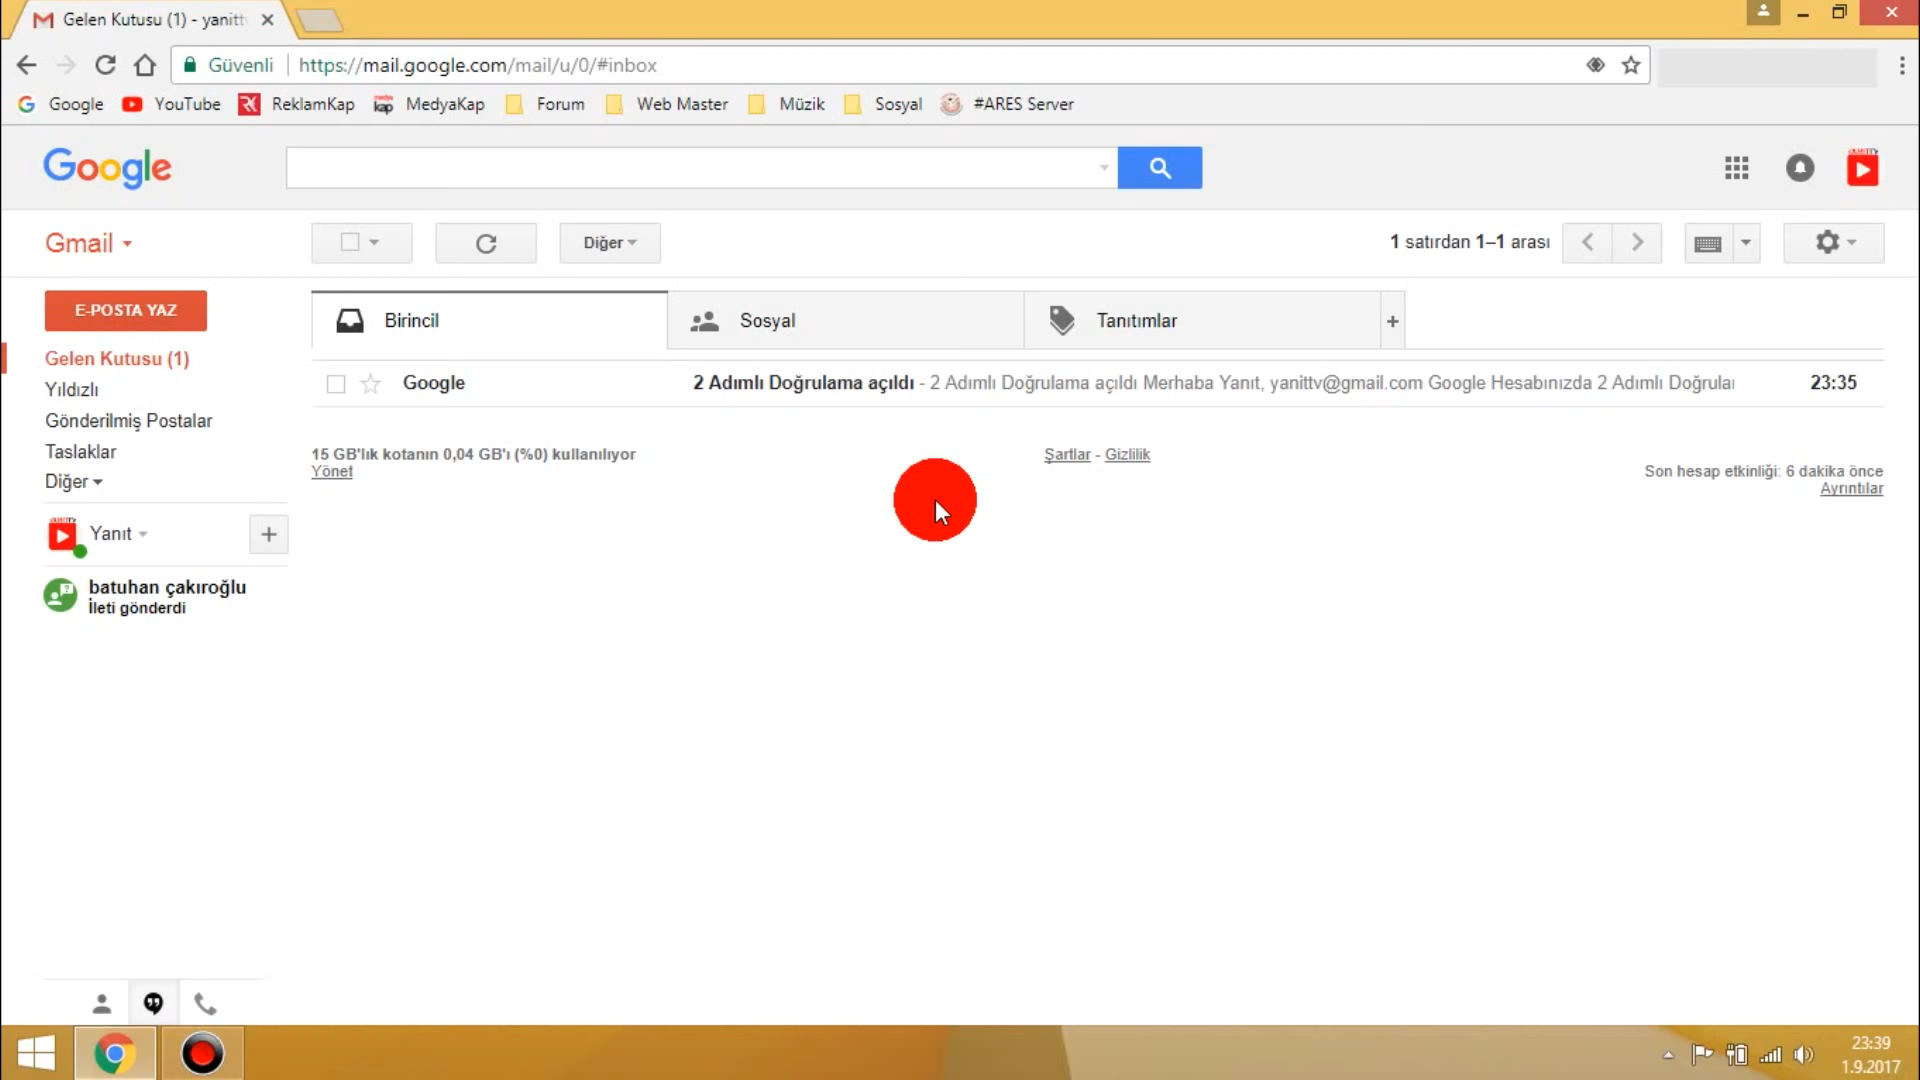 Gelen Kutusu (1) - yanittv
Güvenli https://mail.google.com/mail/u/0/#inbox
Google YouTube ReklamKap MedyaKap Forum Web Master Müzik Sosyal #ARES Server
Google
Gmail Diğer 1 satırdan 1–1 arası
E-POSTA YAZ
Birincil Sosyal Tanıtımlar +
Gelen Kutusu (1)
Google 2 Adımlı Doğrulama açıldı - 2 Adımlı Doğrulama açıldı Merhaba Yanıt, yanittv@gmail.com Google Hesabınızda 2 Adımlı Doğrula 23:35
Yıldızlı
Gönderilmiş Postalar
Taslaklar
Diğer
15 GB'lık kotanın 0,04 GB'ı (%0) kullanılıyor
Yönet
Şartlar - Gizlilik
Son hesap etkinliği: 6 dakika önce
Ayrıntılar
Yanıt
batuhan çakıroğlu
İleti gönderdi
23:39
1.9.2017